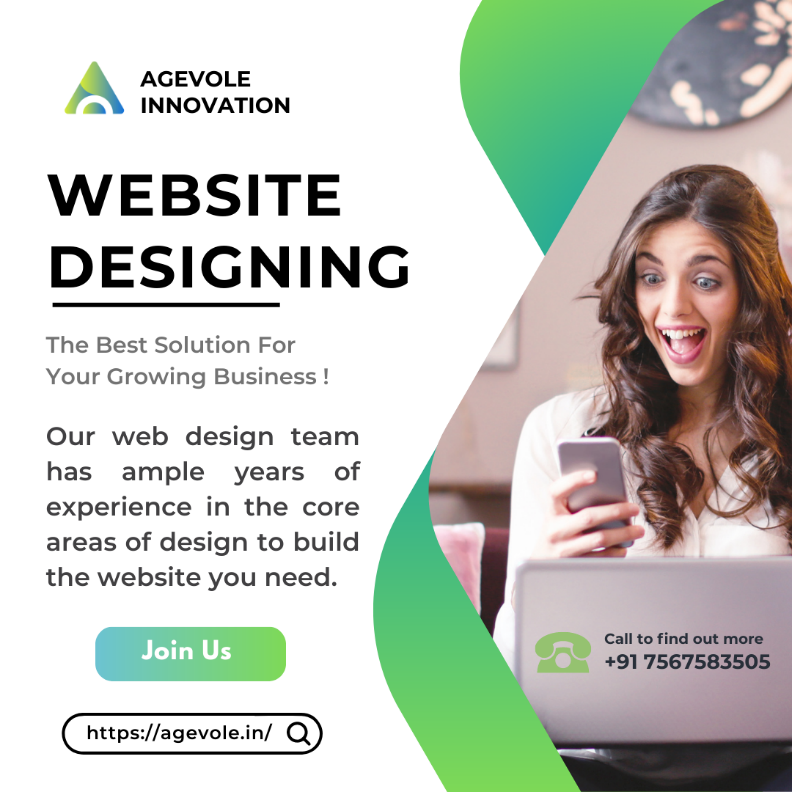 AGEVOLE
INNOVATION
WEBSITE
DESIGNING
The Best Solution For
Your Growing Business !
Our web design team
has ample years of
experience in the core
areas of design to build
the website you need.
Join Us
https://agevole.in/
Call to find out more
+91 7567583505